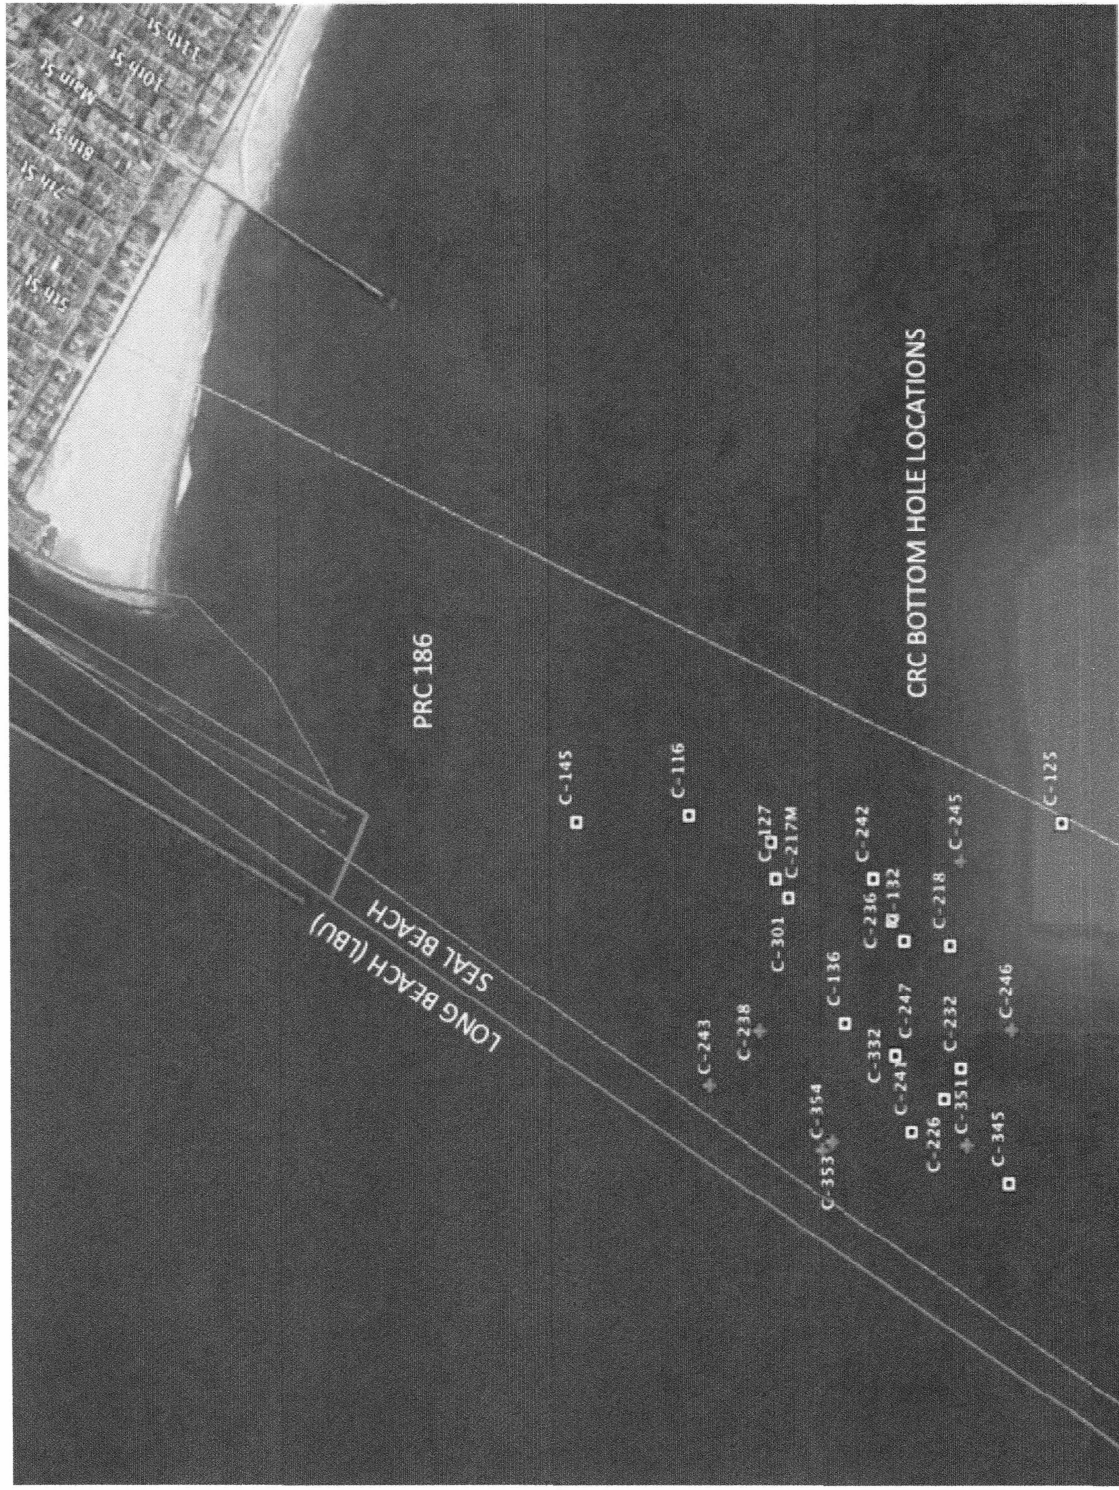 11th St
10th St
Main St
8th St
7th St
5th St
PRC 186
LONG BEACH (LBU)
SEAL BEACH
CRC BOTTOM HOLE LOCATIONS
C-145
C-116
C-127
C-217M
C-301
C-242
C-236
C-132
C-245
C-218
C-125
C-136
C-238
C-243
C-332
C-247
C-241
C-232
C-246
C-354
C-353
C-226
C-351
C-345